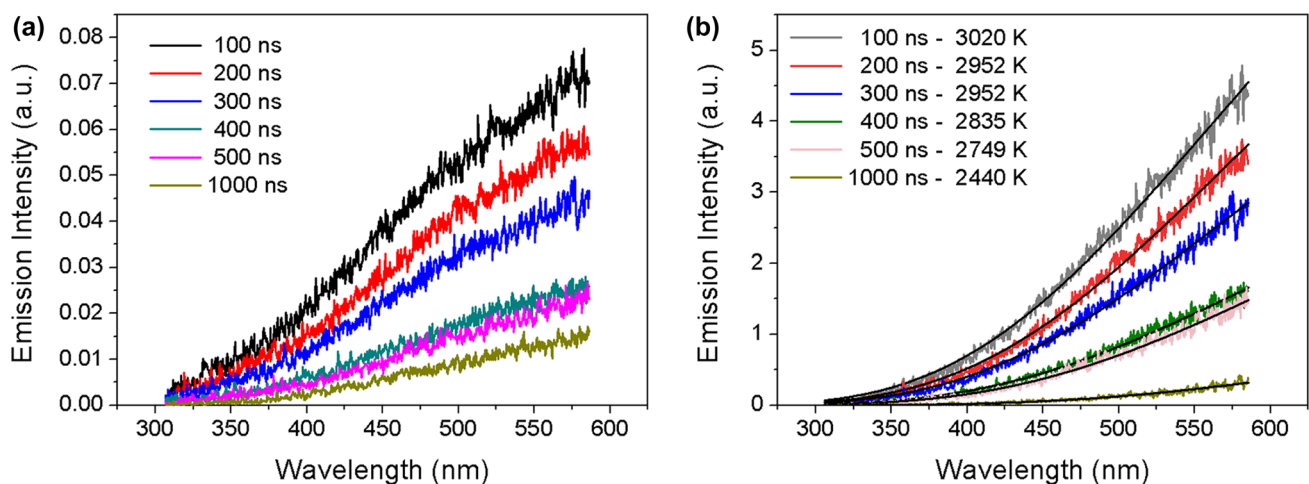 (a)
Emission Intensity (a.u.)
0.08
0.07
0.06
0.05
0.04
0.03
0.02
0.01
0.00
100 ns
200 ns
300 ns
400 ns
500 ns
1000 ns
300 350 400 450 500 550 600
Wavelength (nm)
(b)
Emission Intensity (a.u.)
5
4
3
2
1
0
100 ns - 3020 K
200 ns - 2952 K
300 ns - 2952 K
400 ns - 2835 K
500 ns - 2749 K
1000 ns - 2440 K
300 350 400 450 500 550 600
Wavelength (nm)